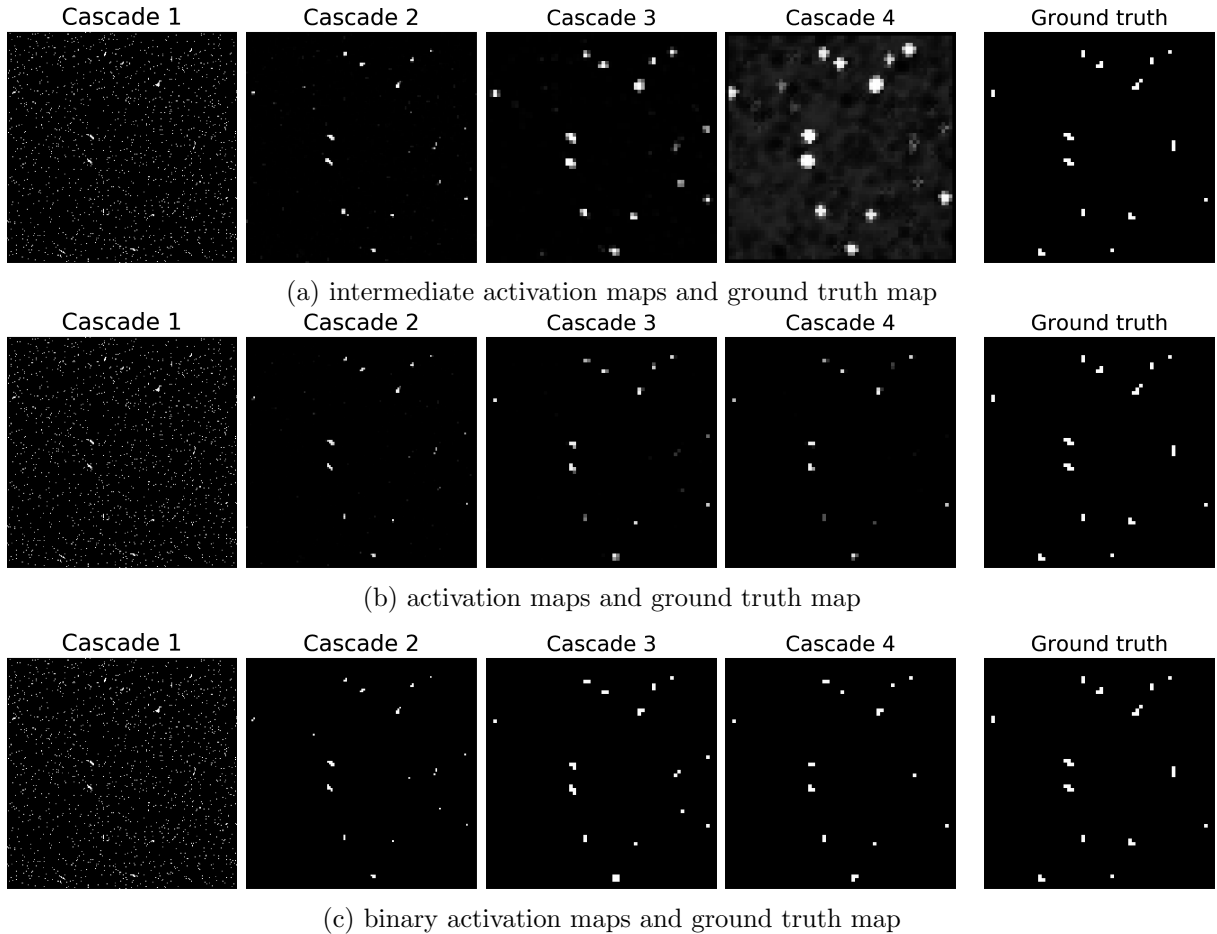 Cascade 1 Cascade 2 Cascade 3 Cascade 4 Ground truth
(a) intermediate activation maps and ground truth map
Cascade 1 Cascade 2 Cascade 3 Cascade 4 Ground truth
(b) activation maps and ground truth map
Cascade 1 Cascade 2 Cascade 3 Cascade 4 Ground truth
(c) binary activation maps and ground truth map